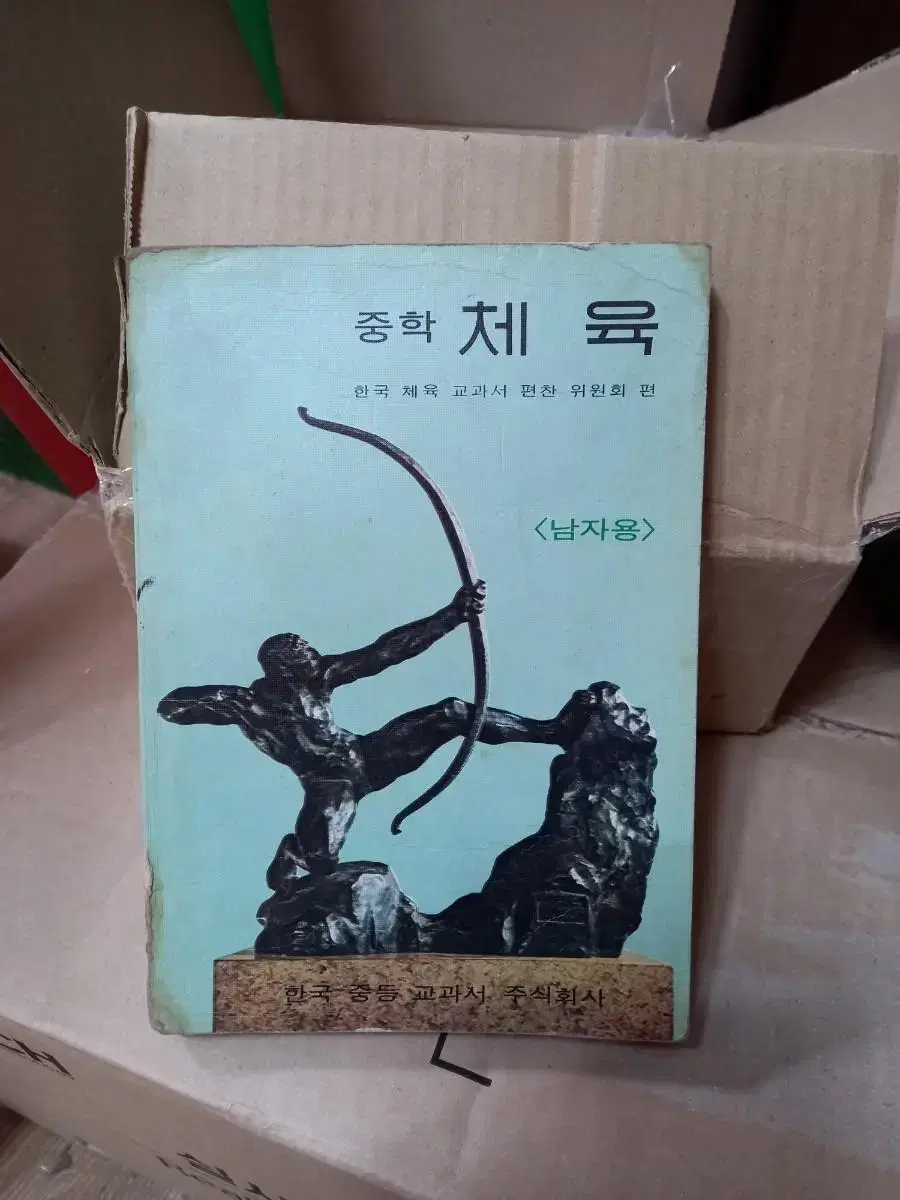 중학 체 육
한국 체육 교과서 편찬 위원회 편
〈남자용〉
한국 중등 교과서 주식회사